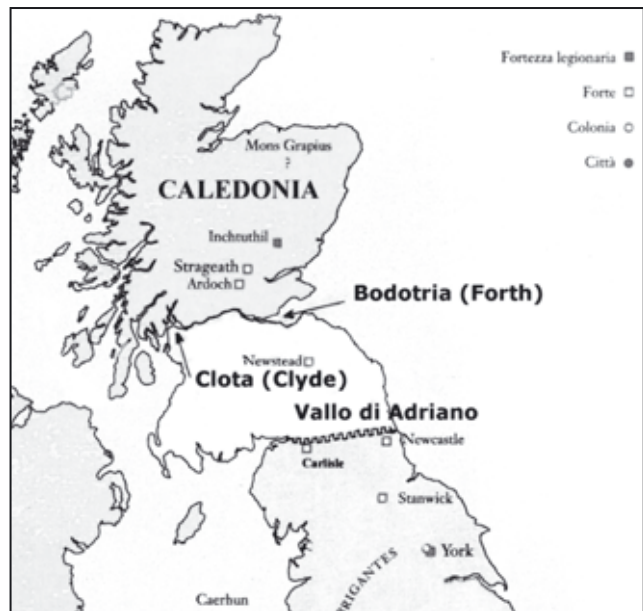 Fortezza legionaria
Forte
Colonia
Città
Mons Grapius
?
CALEDONIA
Inchtuthil
Strageath
Ardoch
Bodotria (Forth)
Newstead
Clota (Clyde)
Vallo di Adriano
Newcastle
Carlisle
Stanwick
York
RIGANTES
Caerhun